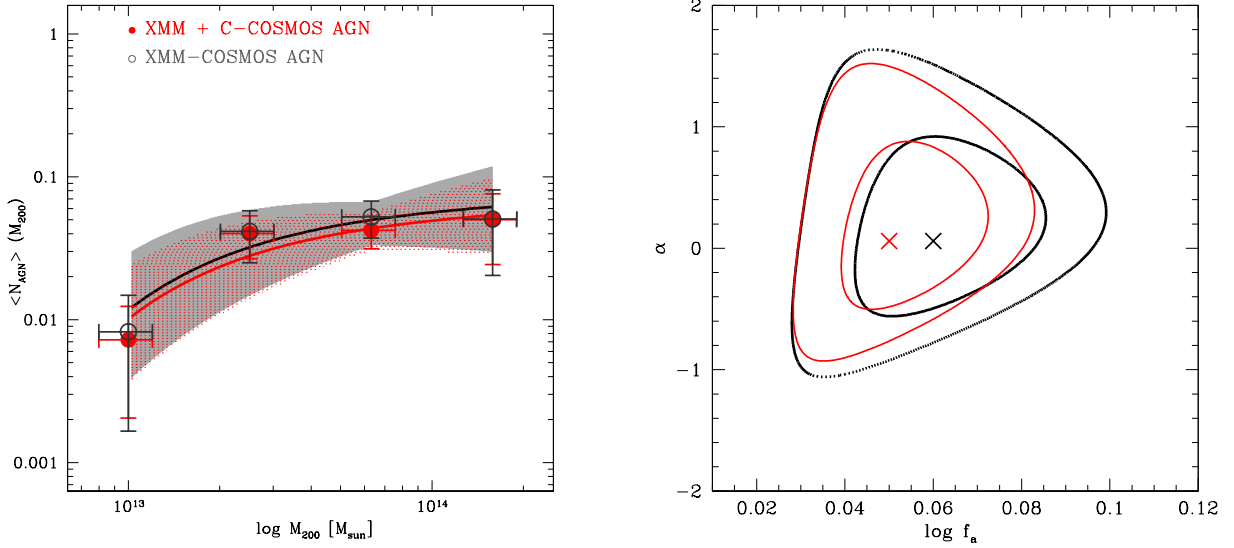 XMM + C-COSMOS AGN
XMM-COSMOS AGN
1
0.1
0.01
0.001
<N_AGN> (M_200)
10^13
10^14
log M_200 [M_sun]
2
1
0
−1
−2
α
0.02
0.04
0.06
0.08
0.1
0.12
log f_a